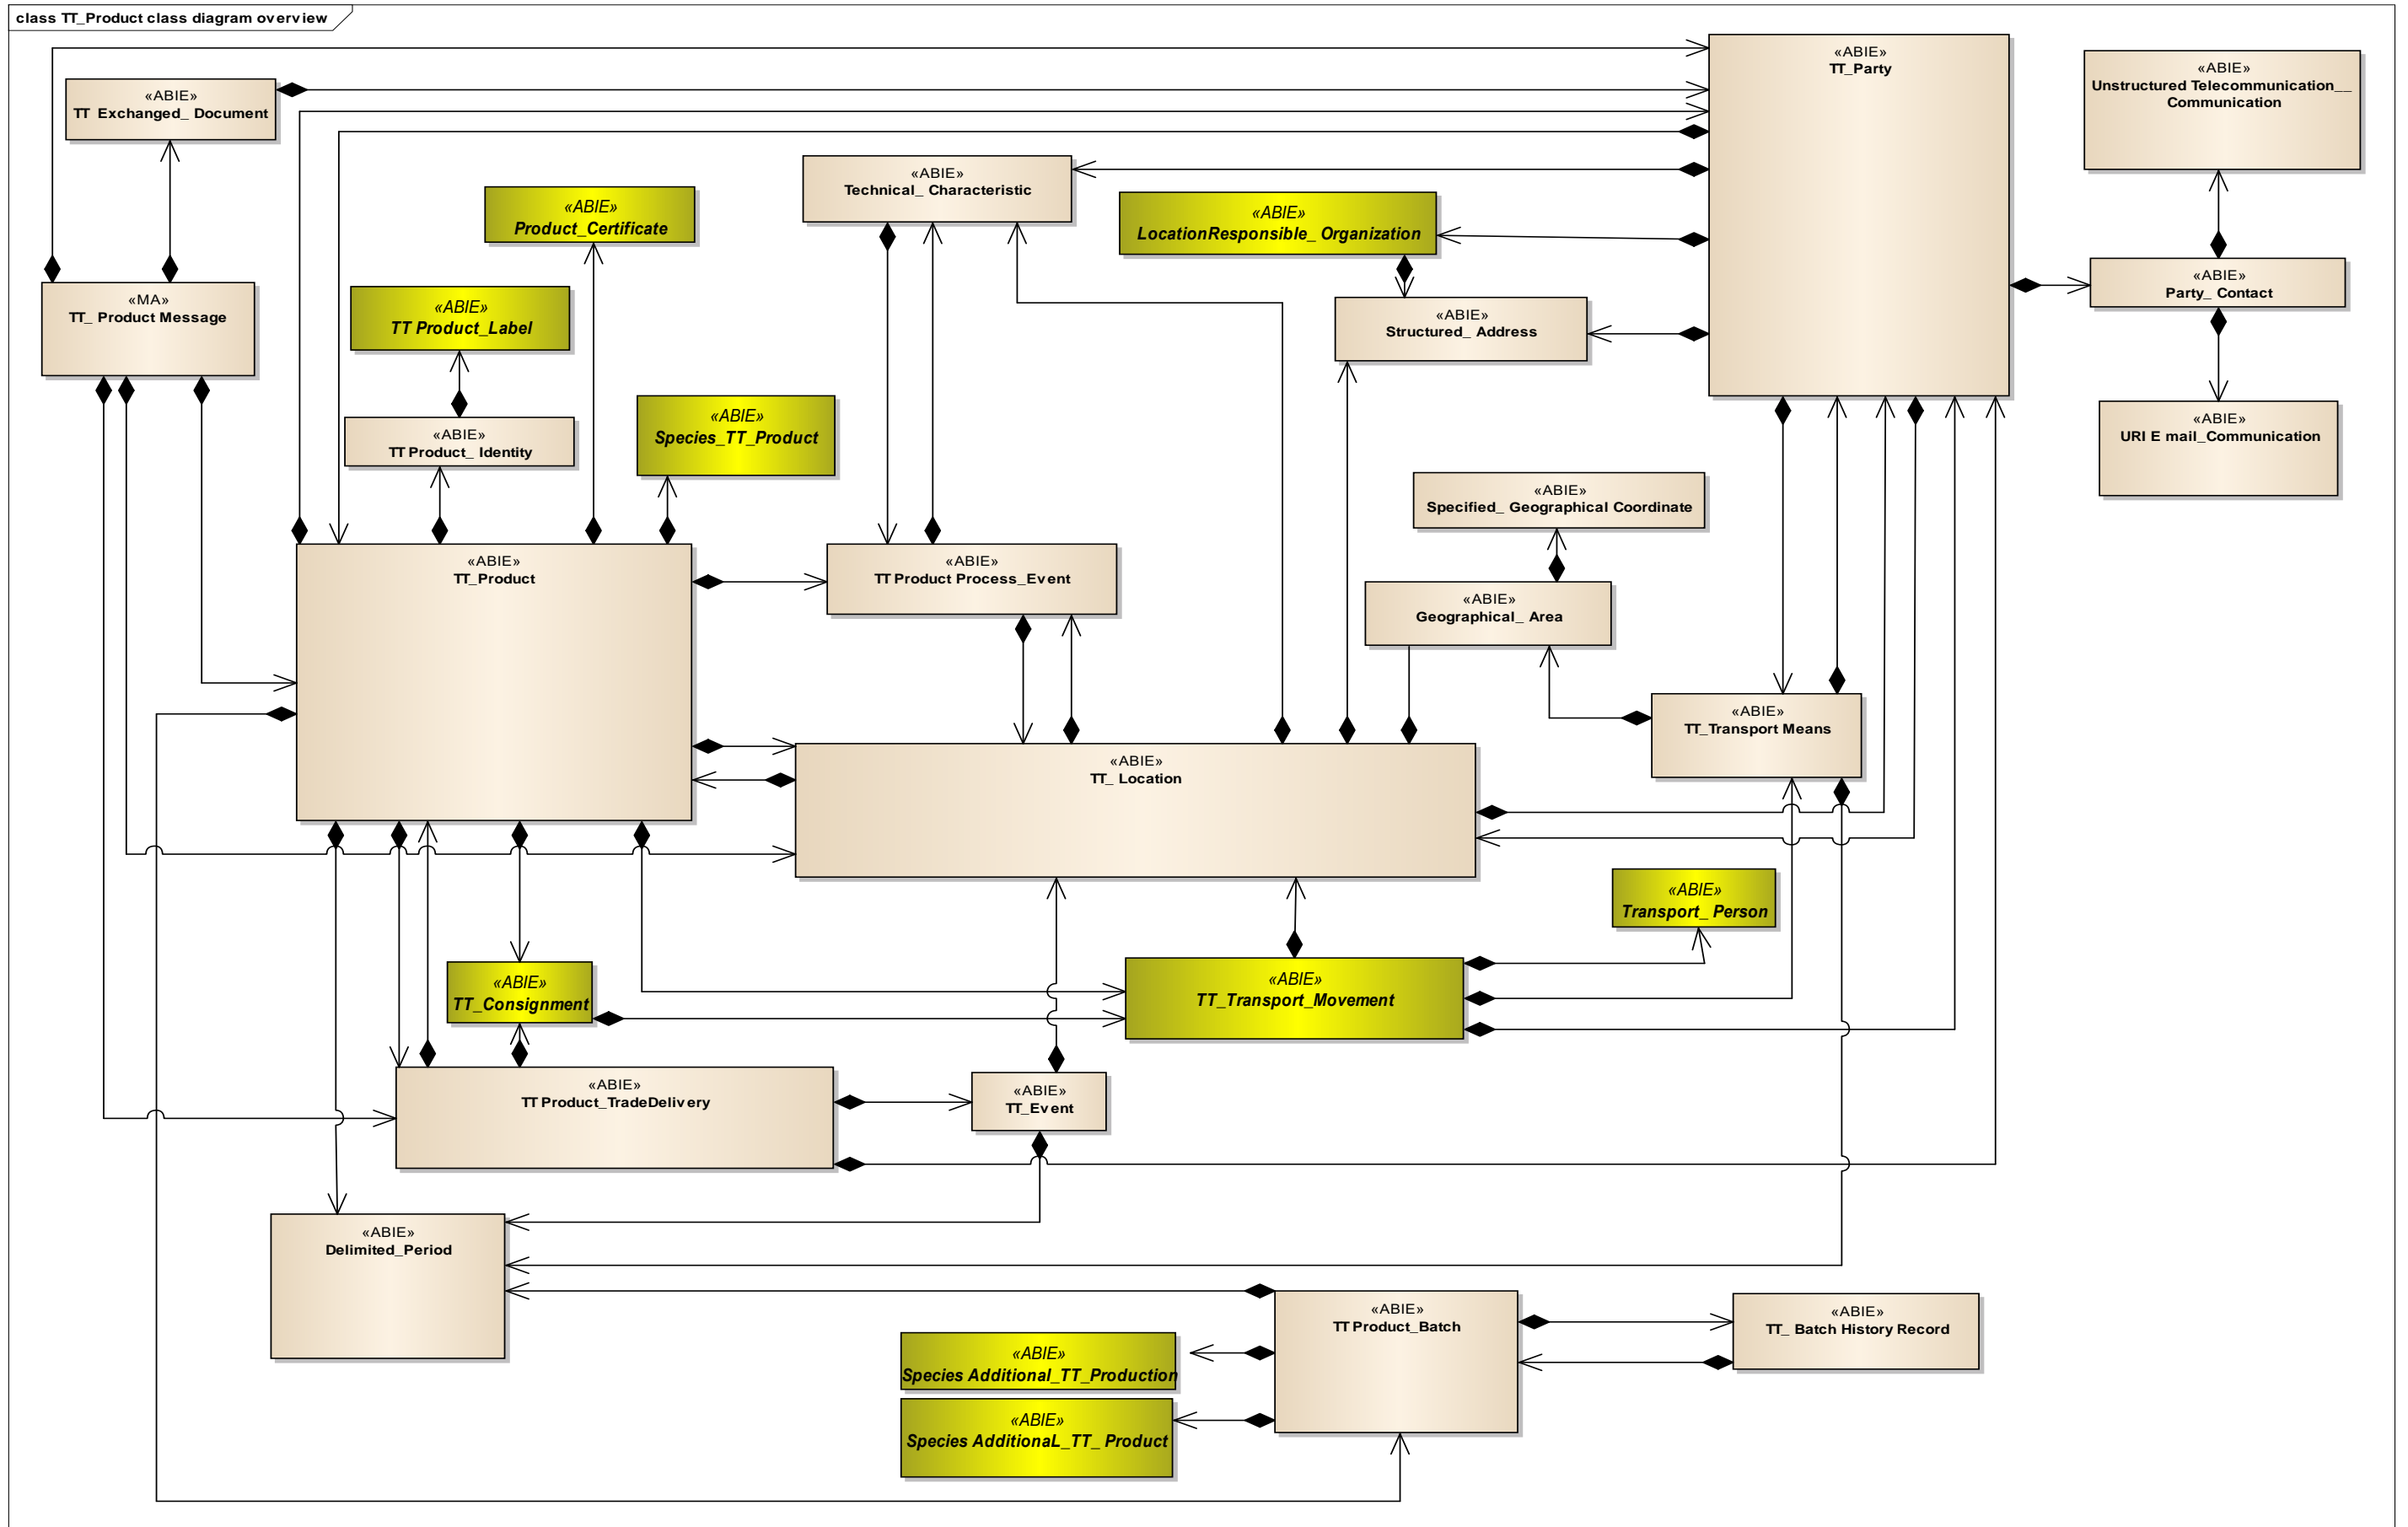 class TT_Product class diagram overview
«ABIE»
TT_Party
«ABIE»
Unstructured Telecommunication__
Communication
«ABIE»
TT Exchanged_ Document
«ABIE»
Technical_ Characteristic
«ABIE»
Product_Certificate
«ABIE»
LocationResponsible_ Organization
«ABIE»
Party_ Contact
«MA»
TT_ Product Message
«ABIE»
TT Product_Label
«ABIE»
Structured_ Address
«ABIE»
Species_TT_Product
«ABIE»
URI E mail_Communication
«ABIE»
TT Product_ Identity
«ABIE»
Specified_ Geographical Coordinate
«ABIE»
TT_Product
«ABIE»
TT Product Process_Event
«ABIE»
Geographical_ Area
«ABIE»
TT_Transport Means
«ABIE»
TT_ Location
«ABIE»
Transport_ Person
«ABIE»
TT_Consignment
«ABIE»
TT_Transport_Movement
«ABIE»
TT Product_TradeDelivery
«ABIE»
TT_Event
«ABIE»
Delimited_Period
«ABIE»
TT Product_Batch
«ABIE»
TT_ Batch History Record
«ABIE»
Species Additional_TT_Production
«ABIE»
Species AdditionaL_TT_ Product